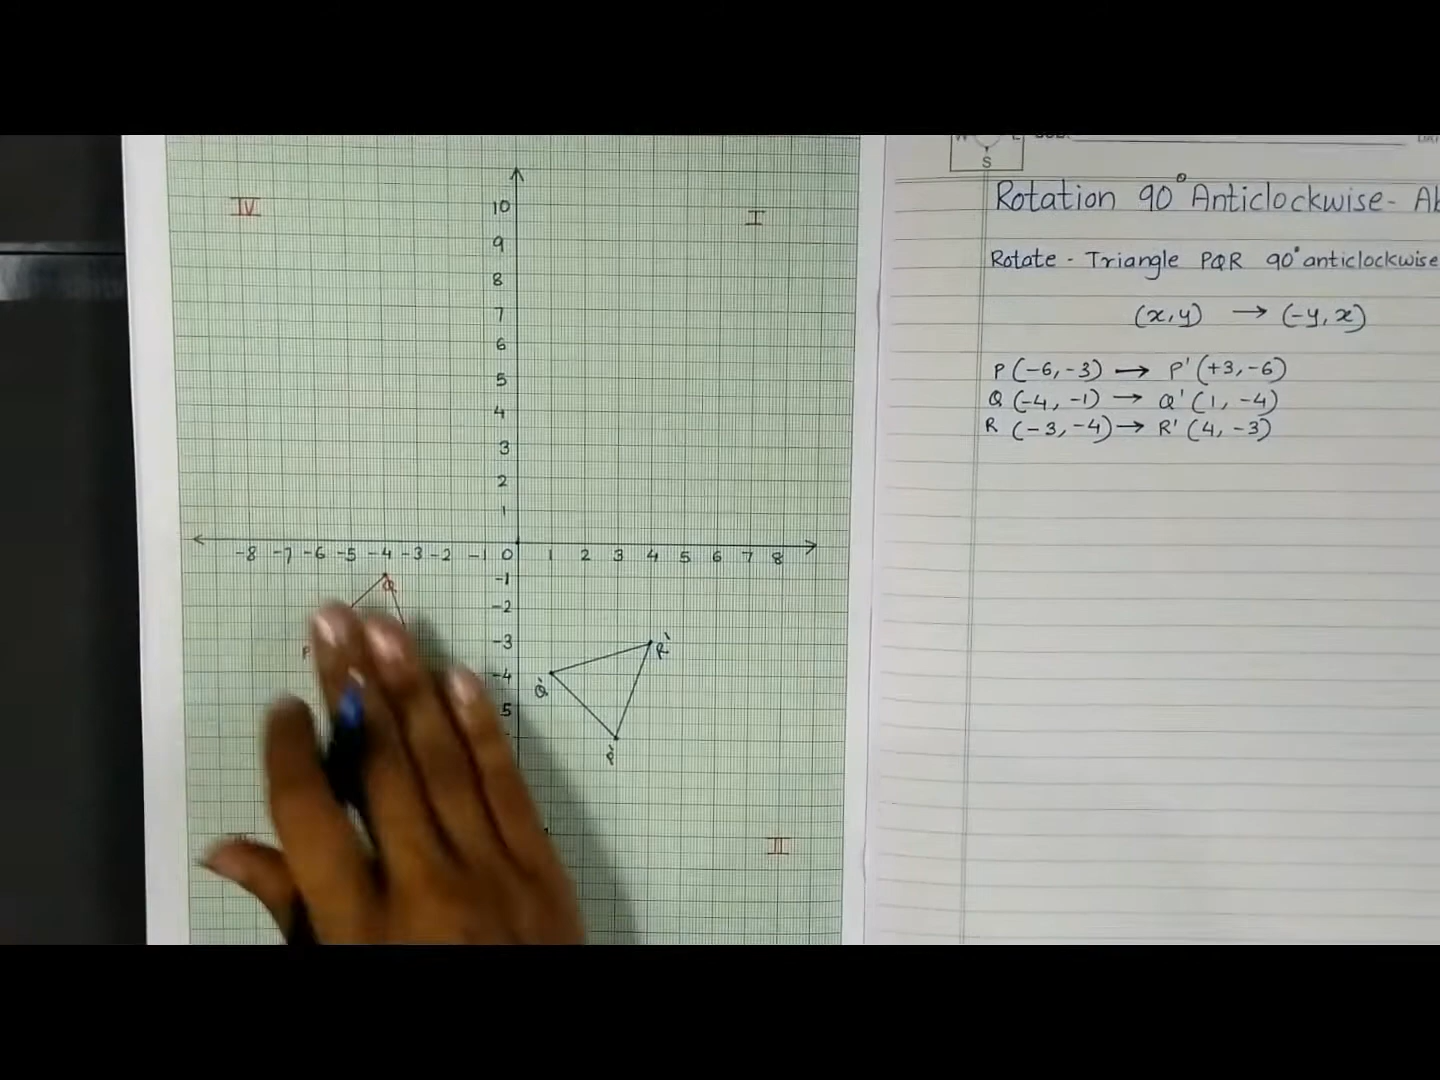 S
Rotation 90° Anticlockwise-
Rotate - Triangle PQR 90° anticlockwise
(x,y) → (-y,x)
P (-6,-3) → P' (+3,-6)
Q (-4, -1) → Q' (1, -4)
R (-3, -4) → R' (4, -3)
IV
I
10
9
8
7
6
5
4
3
2
1
-8 -7 -6 -5 -4 -3 -2 -1 0 1 2 3 4 5 6 7 8
-1
-2
-3
-4
5
Q
P
R'
Q'
P'
II